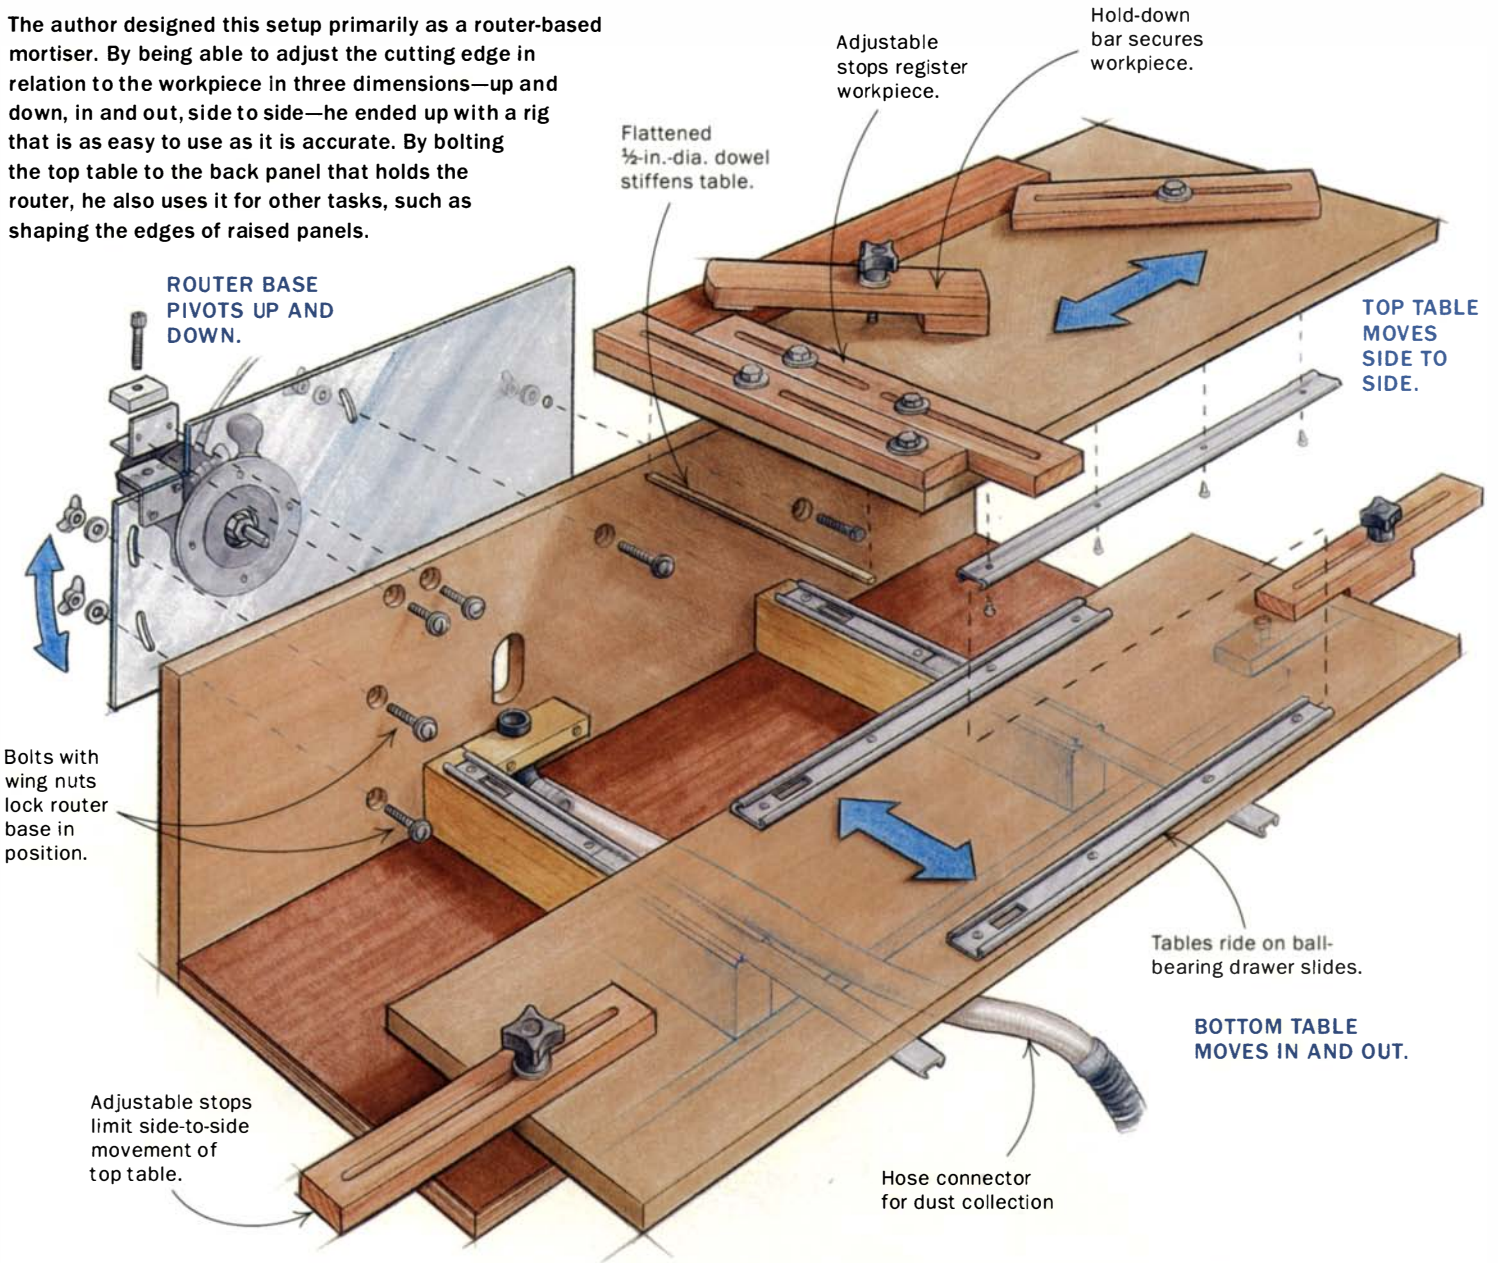 The author designed this setup primarily as a router-based
mortiser. By being able to adjust the cutting edge in
relation to the workpiece in three dimensions—up and
down, in and out, side to side—he ended up with a rig
that is as easy to use as it is accurate. By bolting
the top table to the back panel that holds the
router, he also uses it for other tasks, such as
shaping the edges of raised panels.
Hold-down
bar secures
workpiece.
Adjustable
stops register
workpiece.
Flattened
½-in.-dia. dowel
stiffens table.
ROUTER BASE
PIVOTS UP AND
DOWN.
TOP TABLE
MOVES
SIDE TO
SIDE.
Bolts with
wing nuts
lock router
base in
position.
Tables ride on ball-
bearing drawer slides.
BOTTOM TABLE
MOVES IN AND OUT.
Adjustable stops
limit side-to-side
movement of
top table.
Hose connector
for dust collection